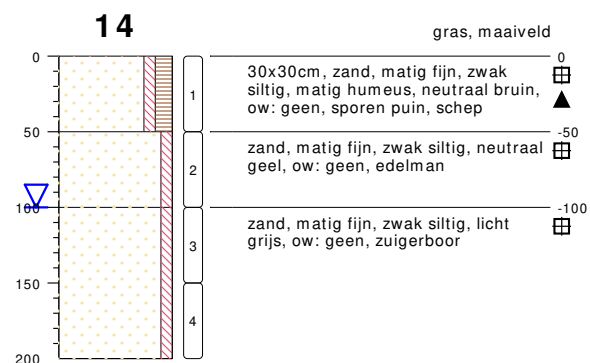 14
gras, maaiveld
0
0
30x30cm, zand, matig fijn, zwak
siltig, matig humeus, neutraal bruin,
ow: geen, sporen puin, schep
1
50
-50
zand, matig fijn, zwak siltig, neutraal
geel, ow: geen, edelman
2
100
-100
zand, matig fijn, zwak siltig, licht
grijs, ow: geen, zuigerboor
3
150
4
200